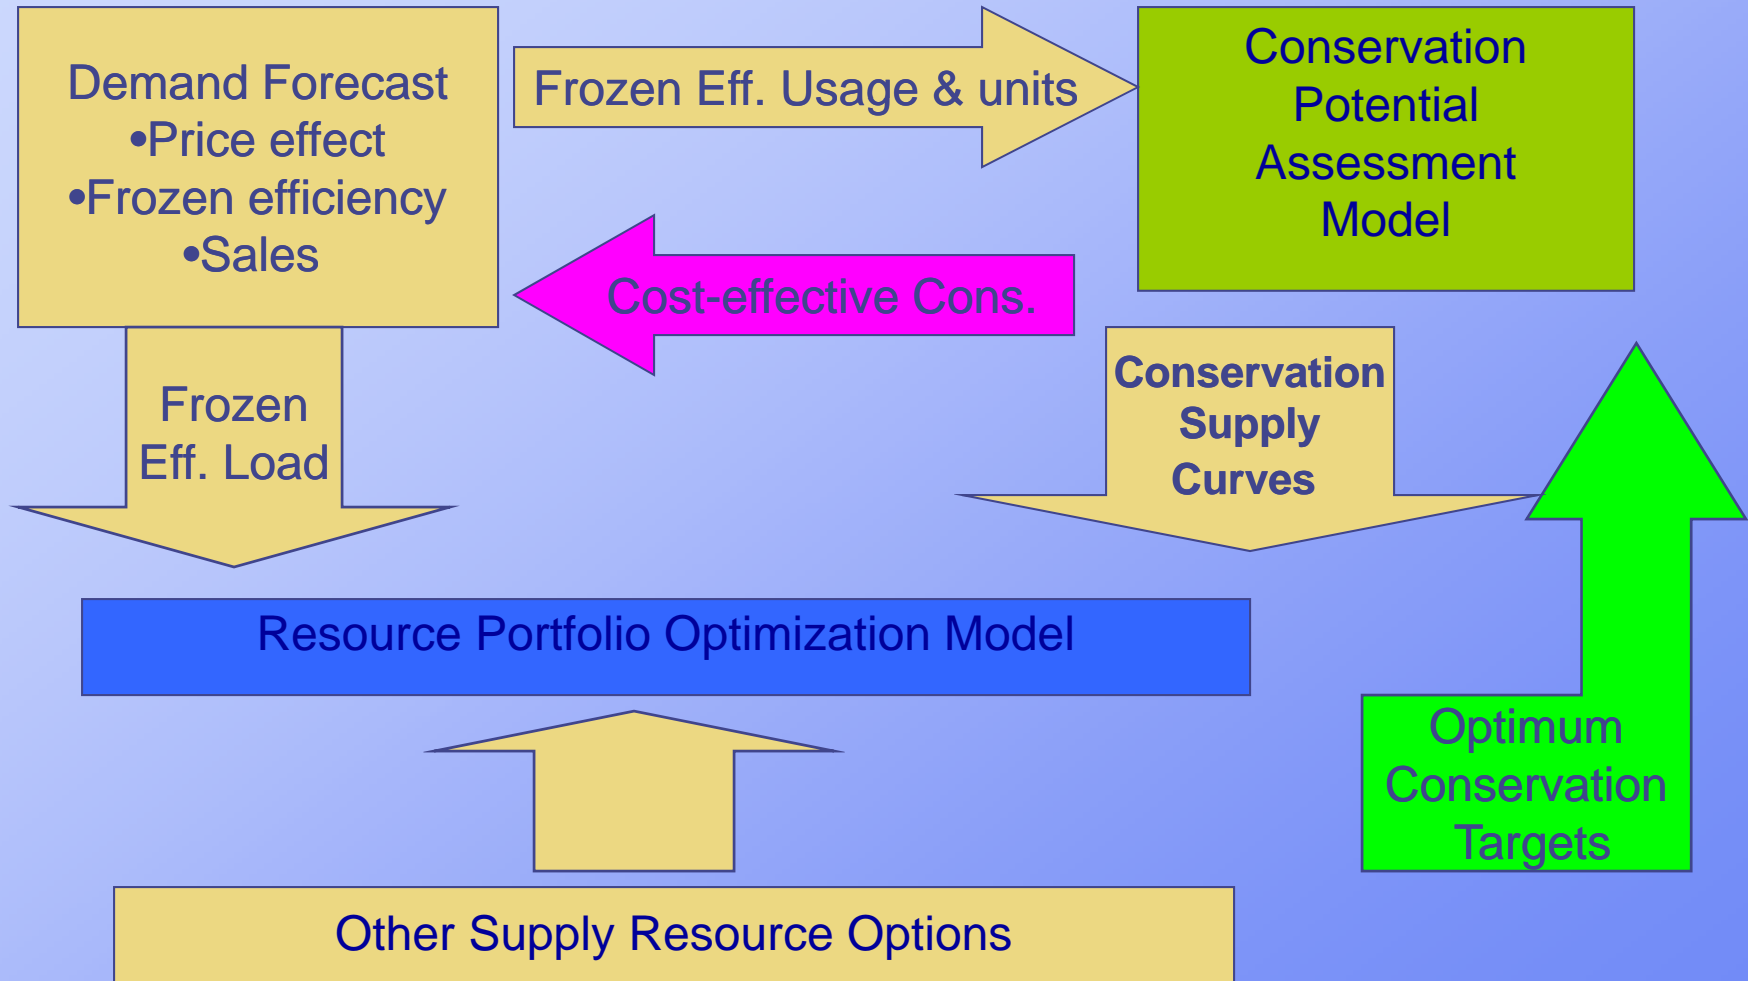 Demand Forecast
•Price effect
•Frozen efficiency
•Sales
Frozen Eff. Usage & units
Conservation
Potential
Assessment
Model
Cost-effective Cons.
Frozen
Eff. Load
Conservation
Supply
Curves
Resource Portfolio Optimization Model
Optimum
Conservation
Targets
Other Supply Resource Options